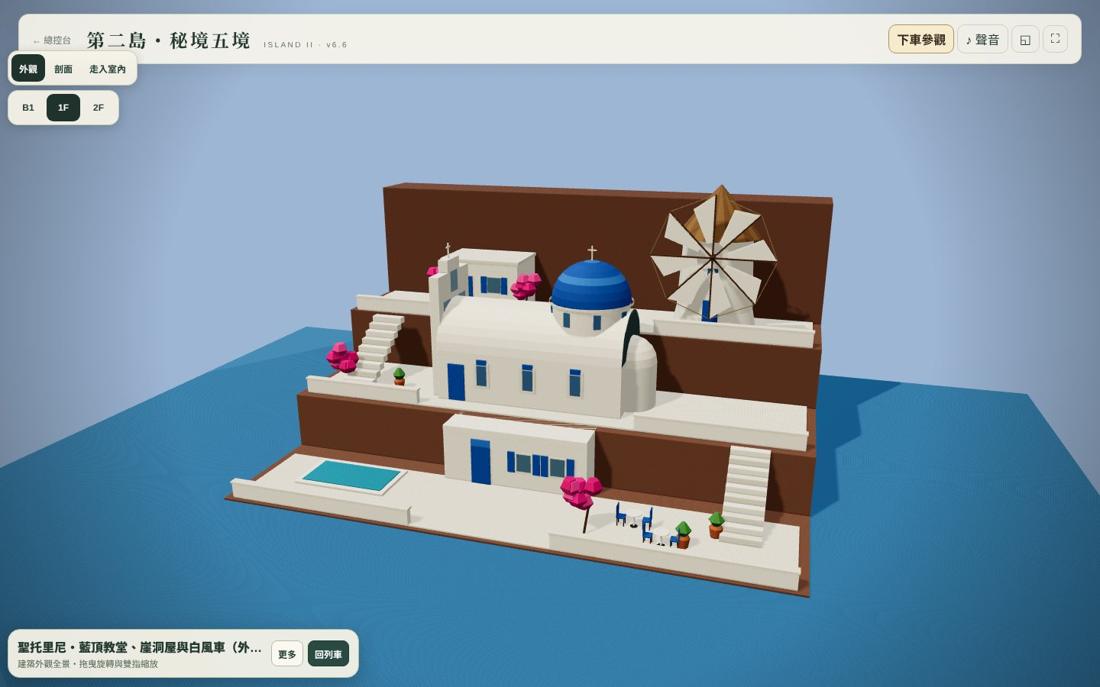 ← 總控台 第二島・秘境五境 ISLAND II · v6.6 下車參觀 ♪ 聲音
外觀 剖面 走入室內
B1 1F 2F
聖托里尼・藍頂教堂、崖洞屋與白風車（外… 更多 回列車
建築外觀全景・拖曳旋轉與雙指縮放